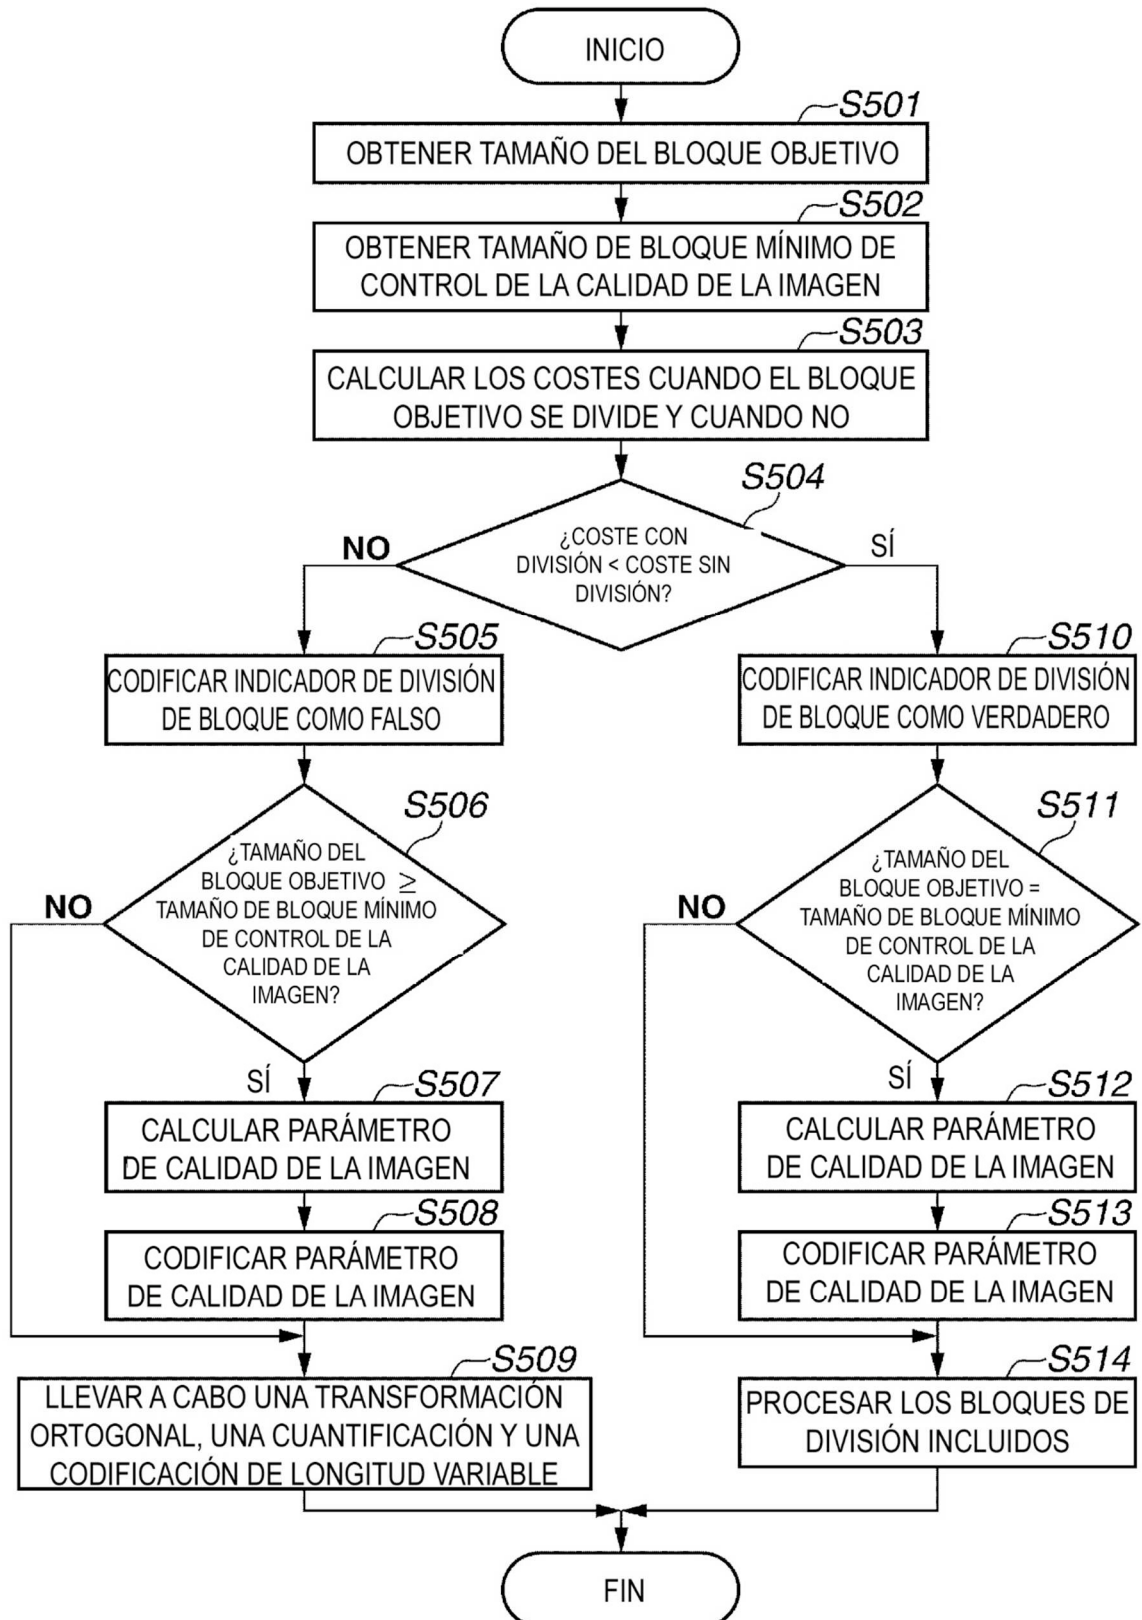 INICIO
S501
OBTENER TAMAÑO DEL BLOQUE OBJETIVO
S502
OBTENER TAMAÑO DE BLOQUE MÍNIMO DE
CONTROL DE LA CALIDAD DE LA IMAGEN
S503
CALCULAR LOS COSTES CUANDO EL BLOQUE
OBJETIVO SE DIVIDE Y CUANDO NO
S504
¿COSTE CON
DIVISIÓN < COSTE SIN
DIVISIÓN?
NO
SÍ
S505
CODIFICAR INDICADOR DE DIVISIÓN
DE BLOQUE COMO FALSO
S506
¿TAMAÑO DEL
BLOQUE OBJETIVO ≥
TAMAÑO DE BLOQUE MÍNIMO
DE CONTROL DE LA
CALIDAD DE LA
IMAGEN?
NO
SÍ
S507
CALCULAR PARÁMETRO
DE CALIDAD DE LA IMAGEN
S508
CODIFICAR PARÁMETRO
DE CALIDAD DE LA IMAGEN
S509
LLEVAR A CABO UNA TRANSFORMACIÓN
ORTOGONAL, UNA CUANTIFICACIÓN Y UNA
CODIFICACIÓN DE LONGITUD VARIABLE
S510
CODIFICAR INDICADOR DE DIVISIÓN
DE BLOQUE COMO VERDADERO
S511
¿TAMAÑO DEL
BLOQUE OBJETIVO =
TAMAÑO DE BLOQUE MÍNIMO
DE CONTROL DE LA
CALIDAD DE LA
IMAGEN?
NO
SÍ
S512
CALCULAR PARÁMETRO
DE CALIDAD DE LA IMAGEN
S513
CODIFICAR PARÁMETRO
DE CALIDAD DE LA IMAGEN
S514
PROCESAR LOS BLOQUES DE
DIVISIÓN INCLUIDOS
FIN